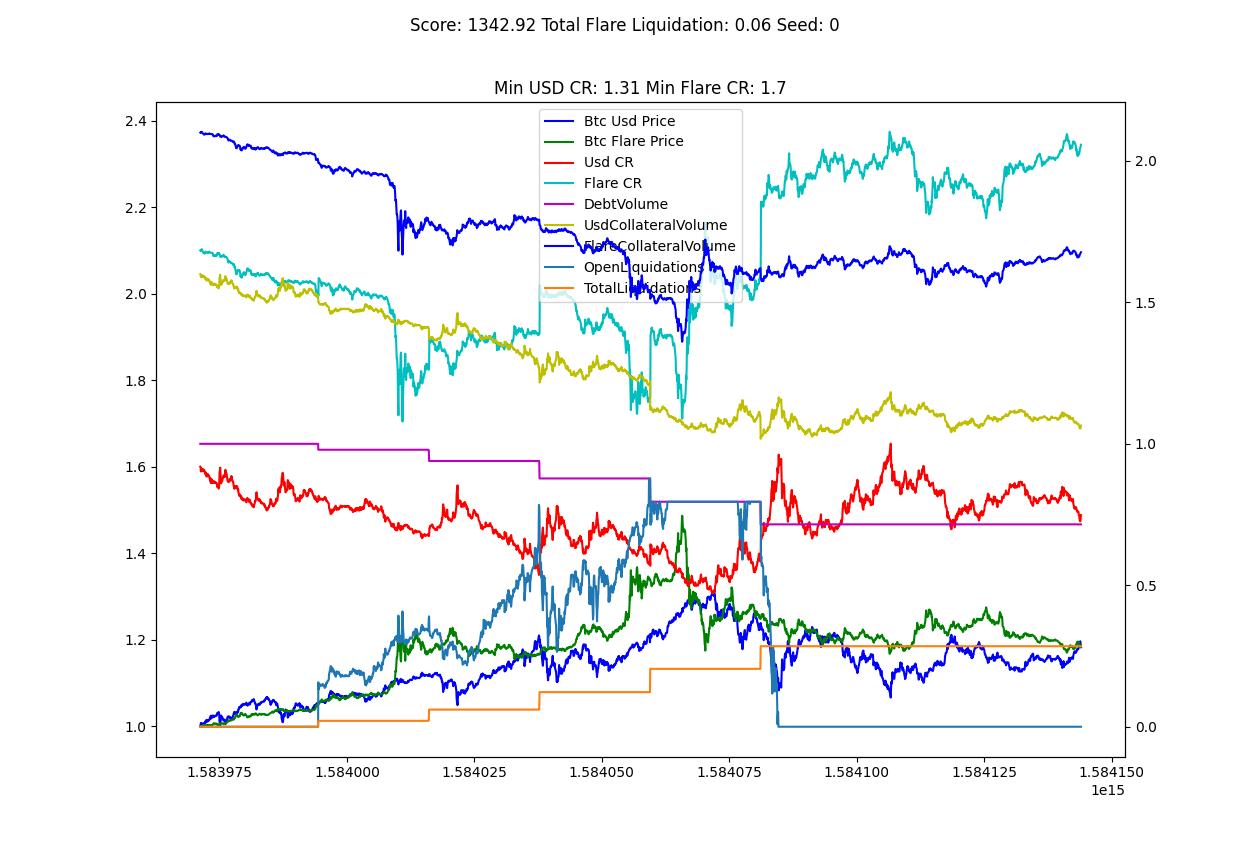 Score: 1342.92 Total Flare Liquidation: 0.06 Seed: 0
Min USD CR: 1.31 Min Flare CR: 1.7
Btc Usd Price
Btc Flare Price
Usd CR
Flare CR
DebtVolume
UsdCollateralVolume
FlareCollateralVolume
OpenLiquidations
TotalLiquidations
2.4
2.2
2.0
1.8
1.6
1.4
1.2
1.0
2.0
1.5
1.0
0.5
0.0
1.583975
1.584000
1.584025
1.584050
1.584075
1.584100
1.584125
1.584150
1e15